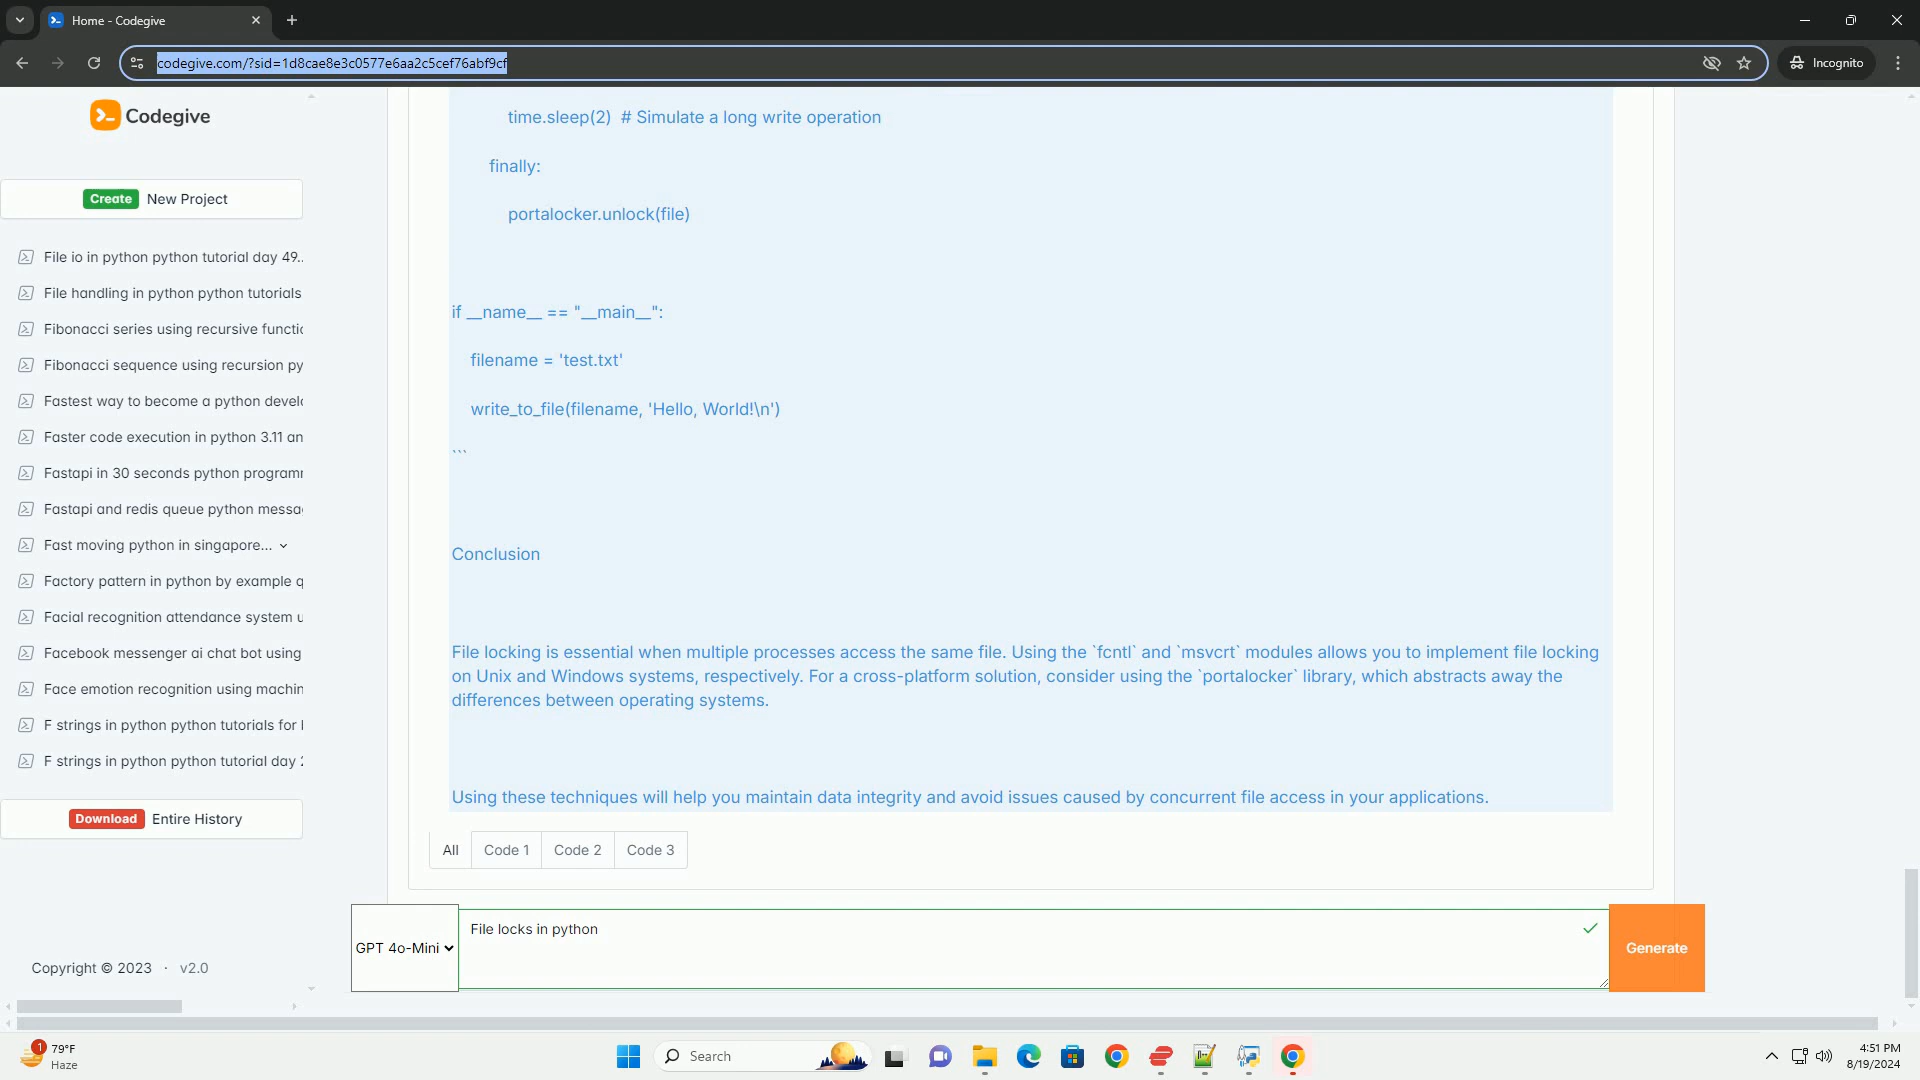 Home - Codegive
codegive.com/?sid=1d8cae8e3c0577e6aa2c5cef76abf9cf
Incognito
Codegive
Create New Project
File io in python python tutorial day 49..
File handling in python python tutorials
Fibonacci series using recursive functi
Fibonacci sequence using recursion py
Fastest way to become a python devel
Faster code execution in python 3.11 an
Fastapi in 30 seconds python program
Fastapi and redis queue python messa
Fast moving python in singapore...
Factory pattern in python by example q
Facial recognition attendance system u
Facebook messenger ai chat bot using
Face emotion recognition using machin
F strings in python python tutorials for
F strings in python python tutorial day 2
Download Entire History
Copyright © 2023 · v2.0
time.sleep(2)  # Simulate a long write operation
finally:
portalocker.unlock(file)
if __name__ == "__main__":
filename = 'test.txt'
write_to_file(filename, 'Hello, World!\n')
```
Conclusion
File locking is essential when multiple processes access the same file. Using the `fcntl` and `msvcrt` modules allows you to implement file locking
on Unix and Windows systems, respectively. For a cross-platform solution, consider using the `portalocker` library, which abstracts away the
differences between operating systems.
Using these techniques will help you maintain data integrity and avoid issues caused by concurrent file access in your applications.
All Code 1 Code 2 Code 3
GPT 4o-Mini
File locks in python
Generate
1
79°F
Haze
Search
4:51 PM
8/19/2024